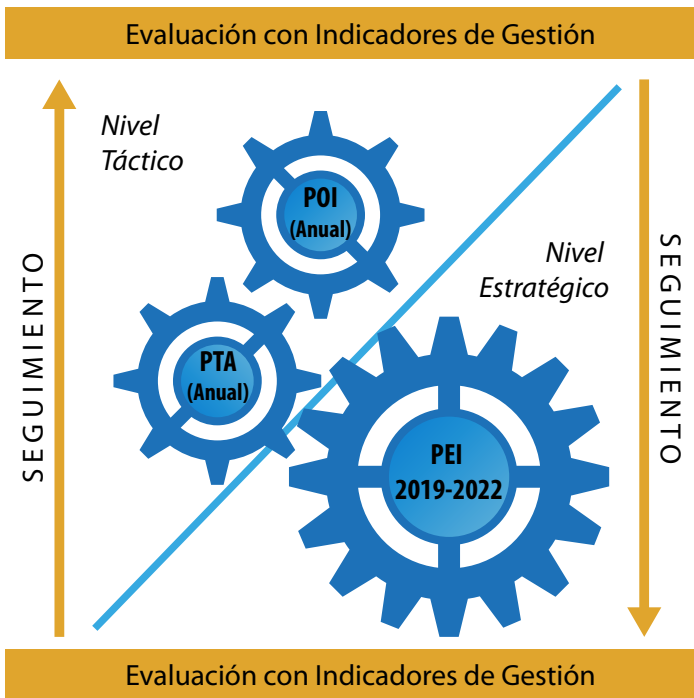 Evaluación con Indicadores de Gestión
Nivel
Táctico
POI
(Anual)
SEGUIMIENTO
Nivel
Estratégico
SEGUIMIENTO
PTA
(Anual)
PEI
2019-2022
Evaluación con Indicadores de Gestión